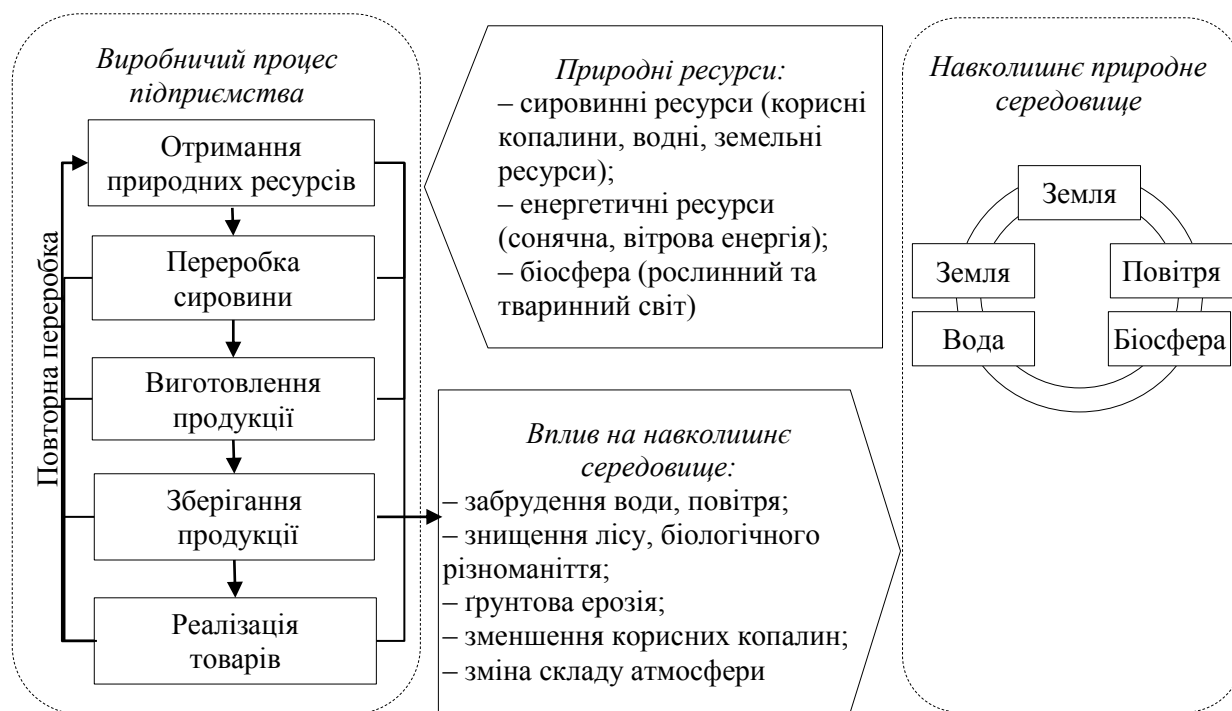 Виробничий процес
підприємства
Отримання
природних ресурсів
Переробка
сировини
Виготовлення
продукції
Зберігання
продукції
Реалізація
товарів
Повторна переробка
Природні ресурси:
– сировинні ресурси (корисні
копалини, водні, земельні
ресурси);
– енергетичні ресурси
(сонячна, вітрова енергія);
– біосфера (рослинний та
тваринний світ)
Вплив на навколишнє
середовище:
– забрудення води, повітря;
– знищення лісу, біологічного
різноманіття;
– ґрунтова ерозія;
– зменшення корисних копалин;
– зміна складу атмосфери
Навколишнє природне
середовище
Земля
Земля
Повітря
Вода
Біосфера